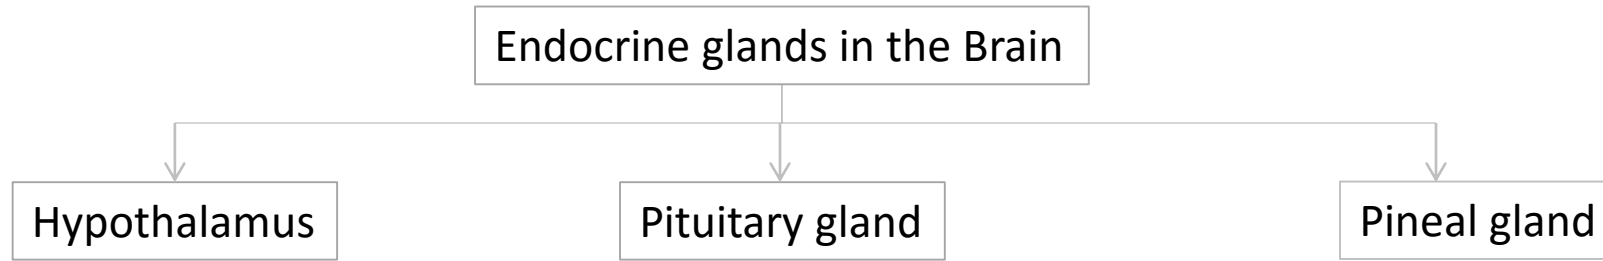 Endocrine glands in the Brain
Hypothalamus
Pituitary gland
Pineal gland